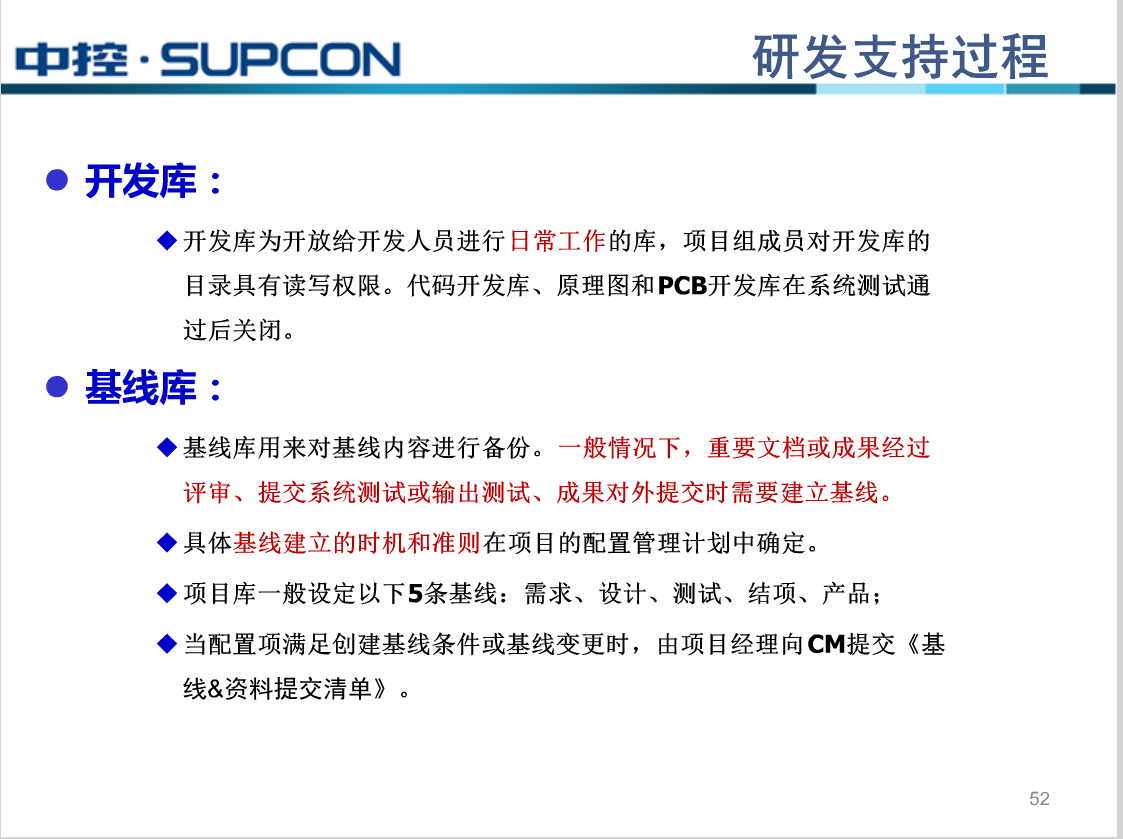 中控·SUPCON
研发支持过程
开发库：
开发库为开放给开发人员进行日常工作的库，项目组成员对开发库的
目录具有读写权限。代码开发库、原理图和PCB开发库在系统测试通
过后关闭。
基线库：
基线库用来对基线内容进行备份。一般情况下，重要文档或成果经过
评审、提交系统测试或输出测试、成果对外提交时需要建立基线。
具体基线建立的时机和准则在项目的配置管理计划中确定。
项目库一般设定以下5条基线：需求、设计、测试、结项、产品；
当配置项满足创建基线条件或基线变更时，由项目经理向CM提交《基
线&资料提交清单》。
52